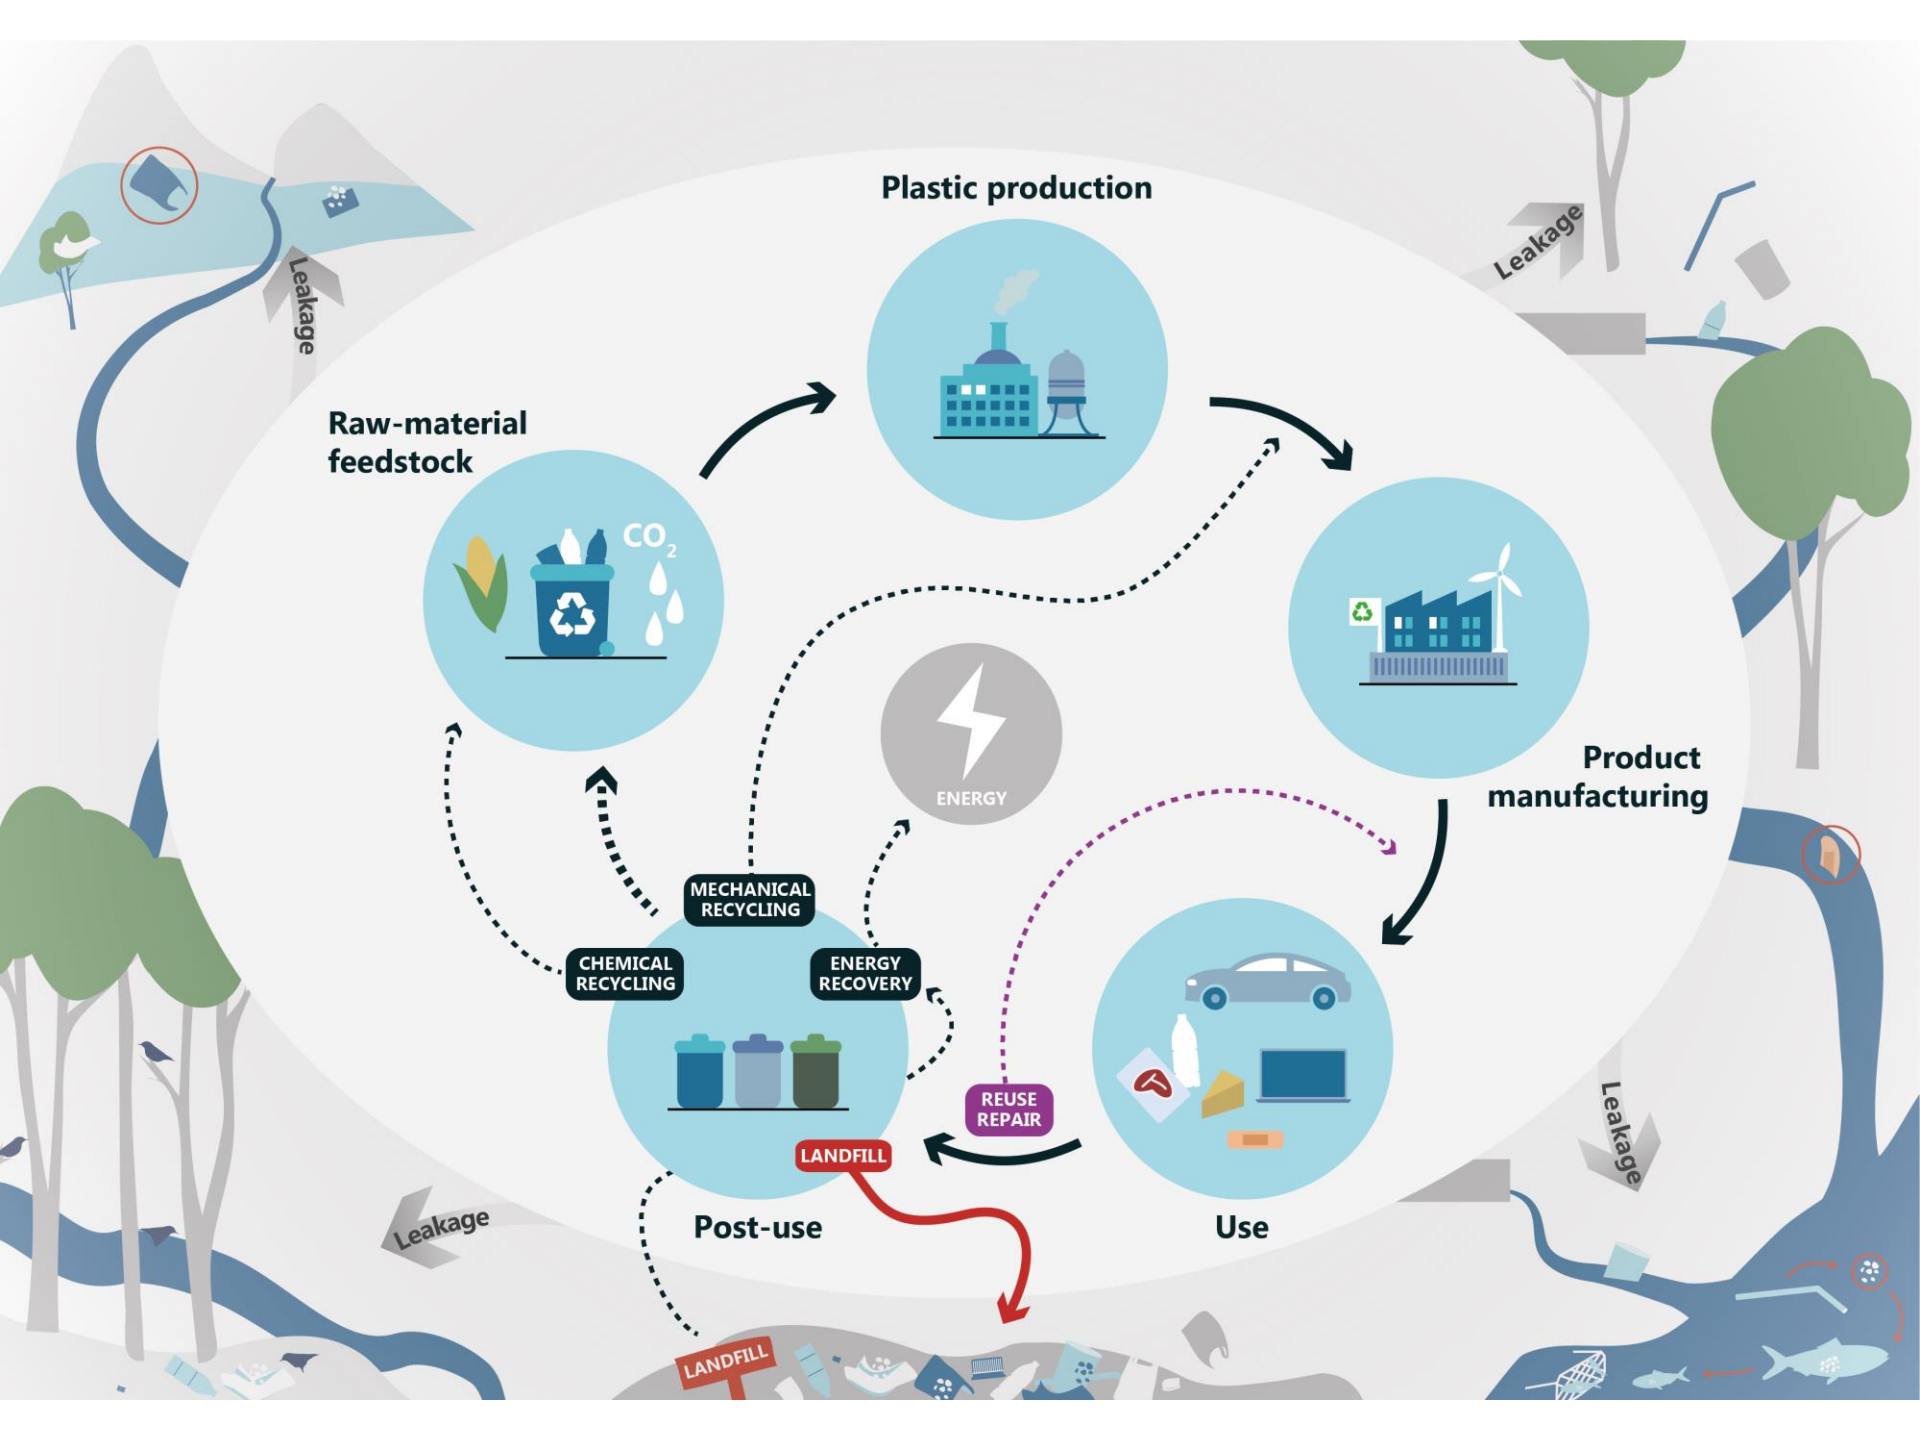 Plastic production
Leakage
Leakage
Raw-material
feedstock
CO2
Product
manufacturing
ENERGY
MECHANICAL
RECYCLING
CHEMICAL
RECYCLING
ENERGY
RECOVERY
REUSE
REPAIR
LANDFILL
Leakage
Leakage
Post-use
Use
LANDFILL